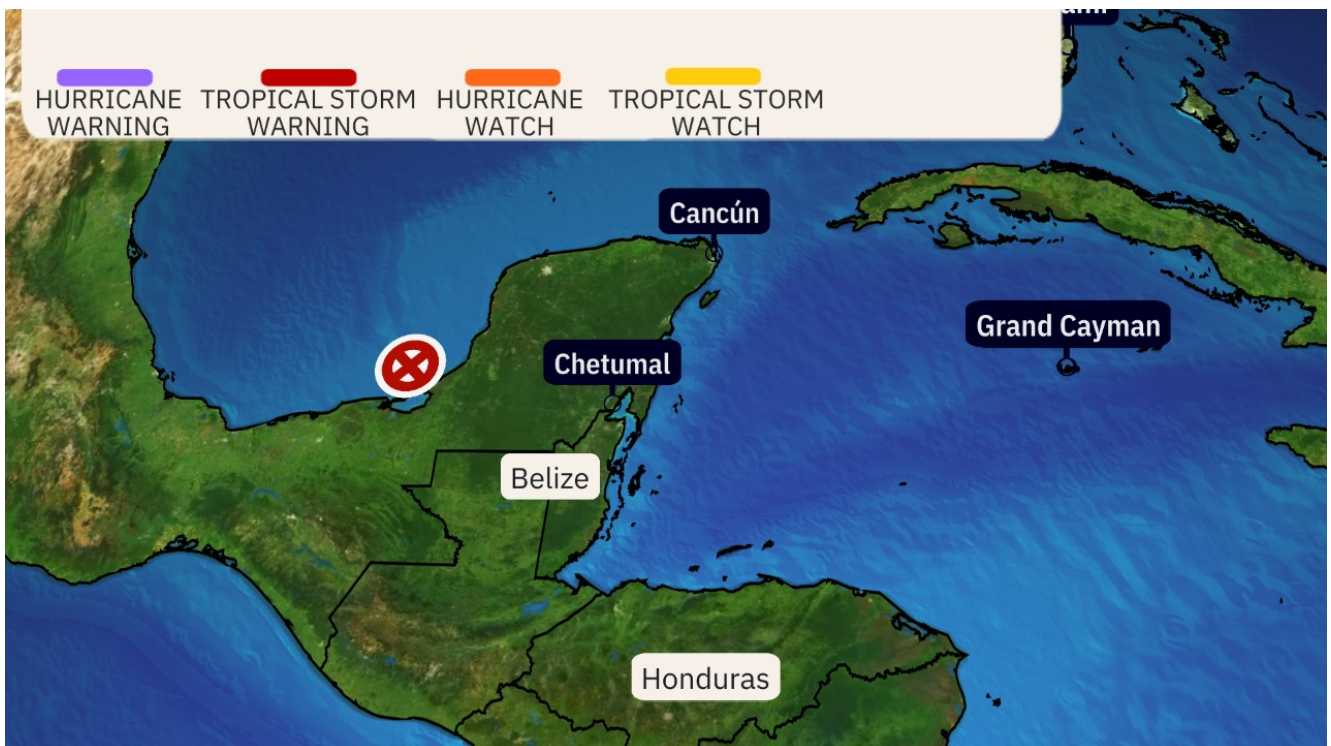 HURRICANE WARNING
TROPICAL STORM WARNING
HURRICANE WATCH
TROPICAL STORM WATCH
Cancún
Grand Cayman
Chetumal
Belize
Honduras